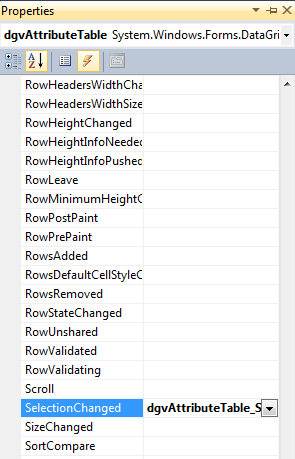 Properties
dgvAttributeTable System.Windows.Forms.DataGri
RowHeadersWidthCha
RowHeadersWidthSize
RowHeightChanged
RowHeightInfoNeeded
RowHeightInfoPushed
RowLeave
RowMinimumHeightC
RowPostPaint
RowPrePaint
RowsAdded
RowsDefaultCellStyleC
RowsRemoved
RowStateChanged
RowUnshared
RowValidated
RowValidating
Scroll
SelectionChanged dgvAttributeTable_S
SizeChanged
SortCompare